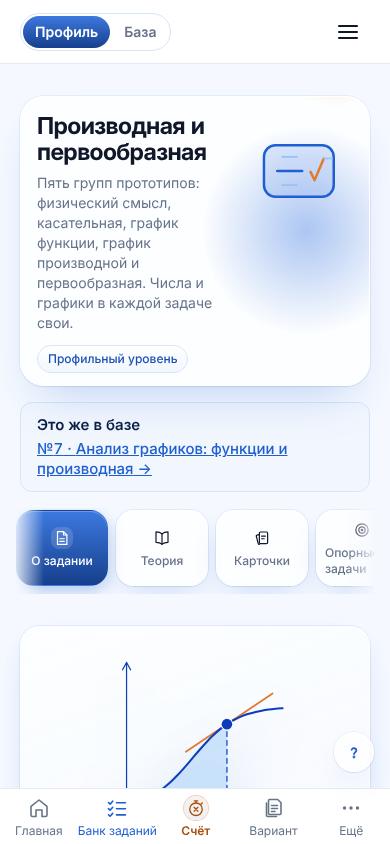 Профиль База
Производная и
первообразная
Пять групп прототипов:
физический смысл,
касательная, график
функции, график
производной и
первообразная. Числа и
графики в каждой задаче
свои.
Профильный уровень
Это же в базе
№7 · Анализ графиков: функции и
производная →
О задании
Теория
Карточки
Опорные
задачи
?
Главная
Банк заданий
Счёт
Вариант
Ещё